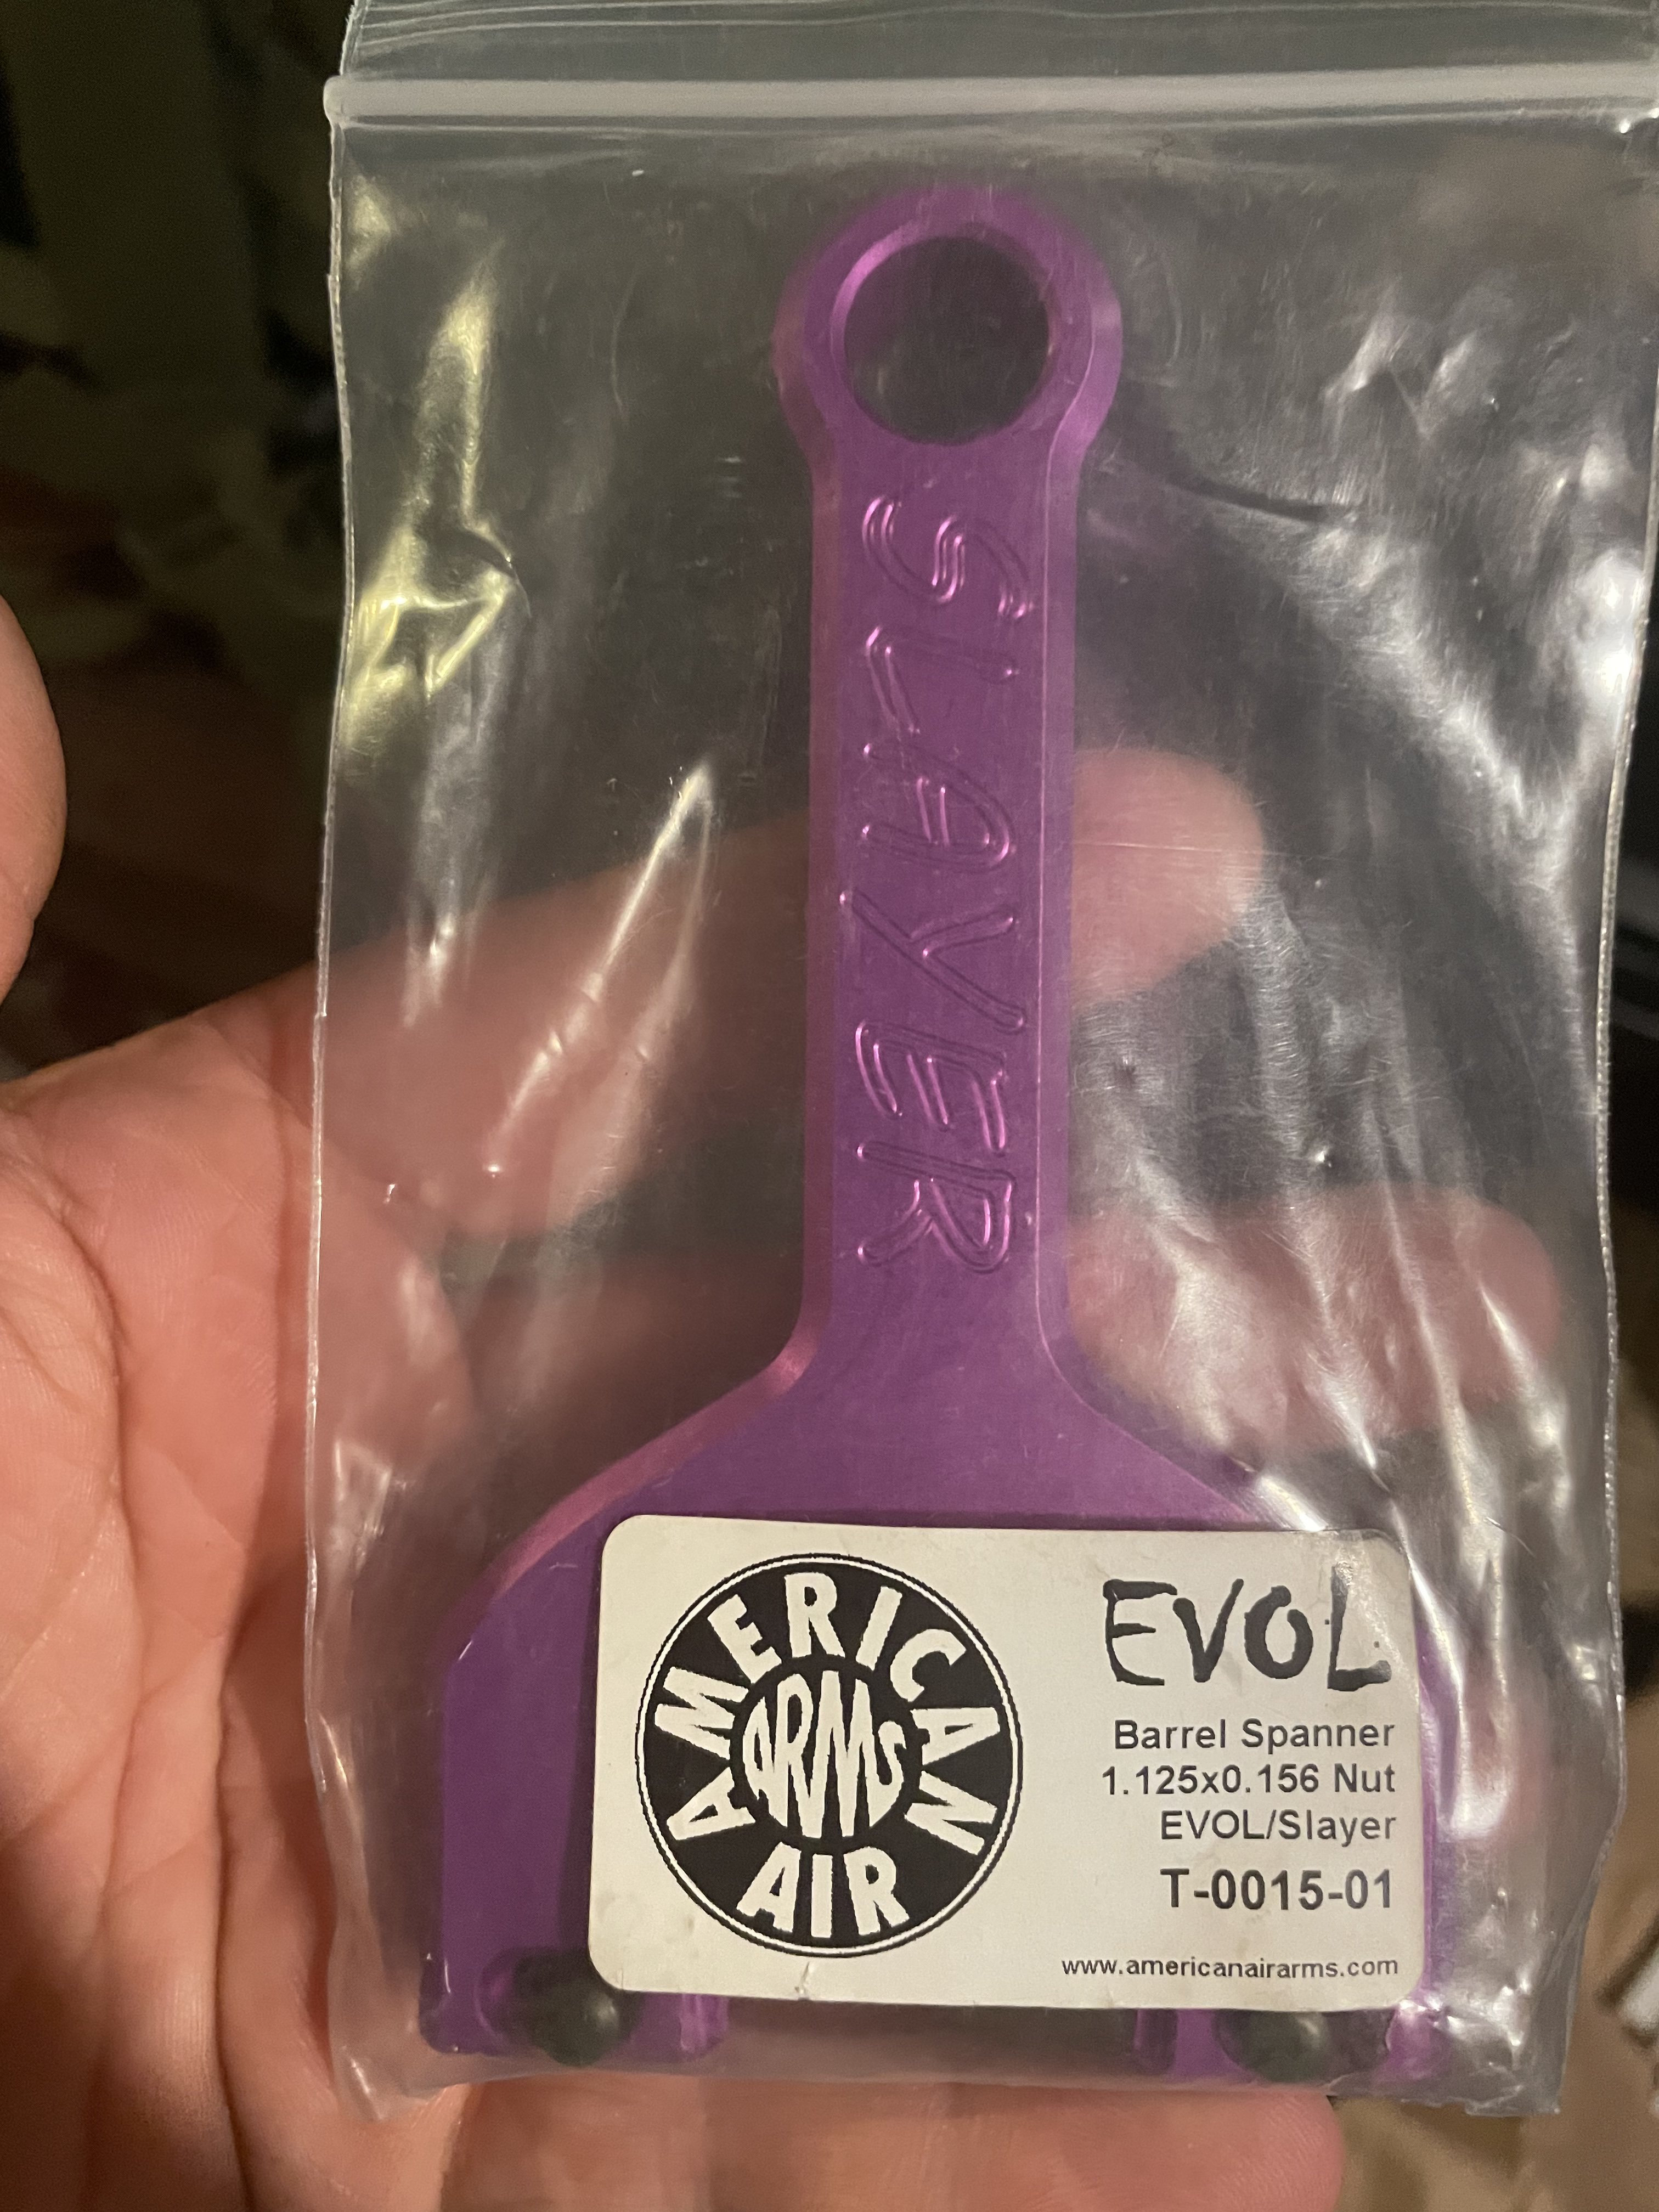 SLAYER
AMERICAN
ARMS
AIR
EVOL
Barrel Spanner
1.125x0.156 Nut
EVOL/Slayer
T-0015-01
www.americanairarms.com